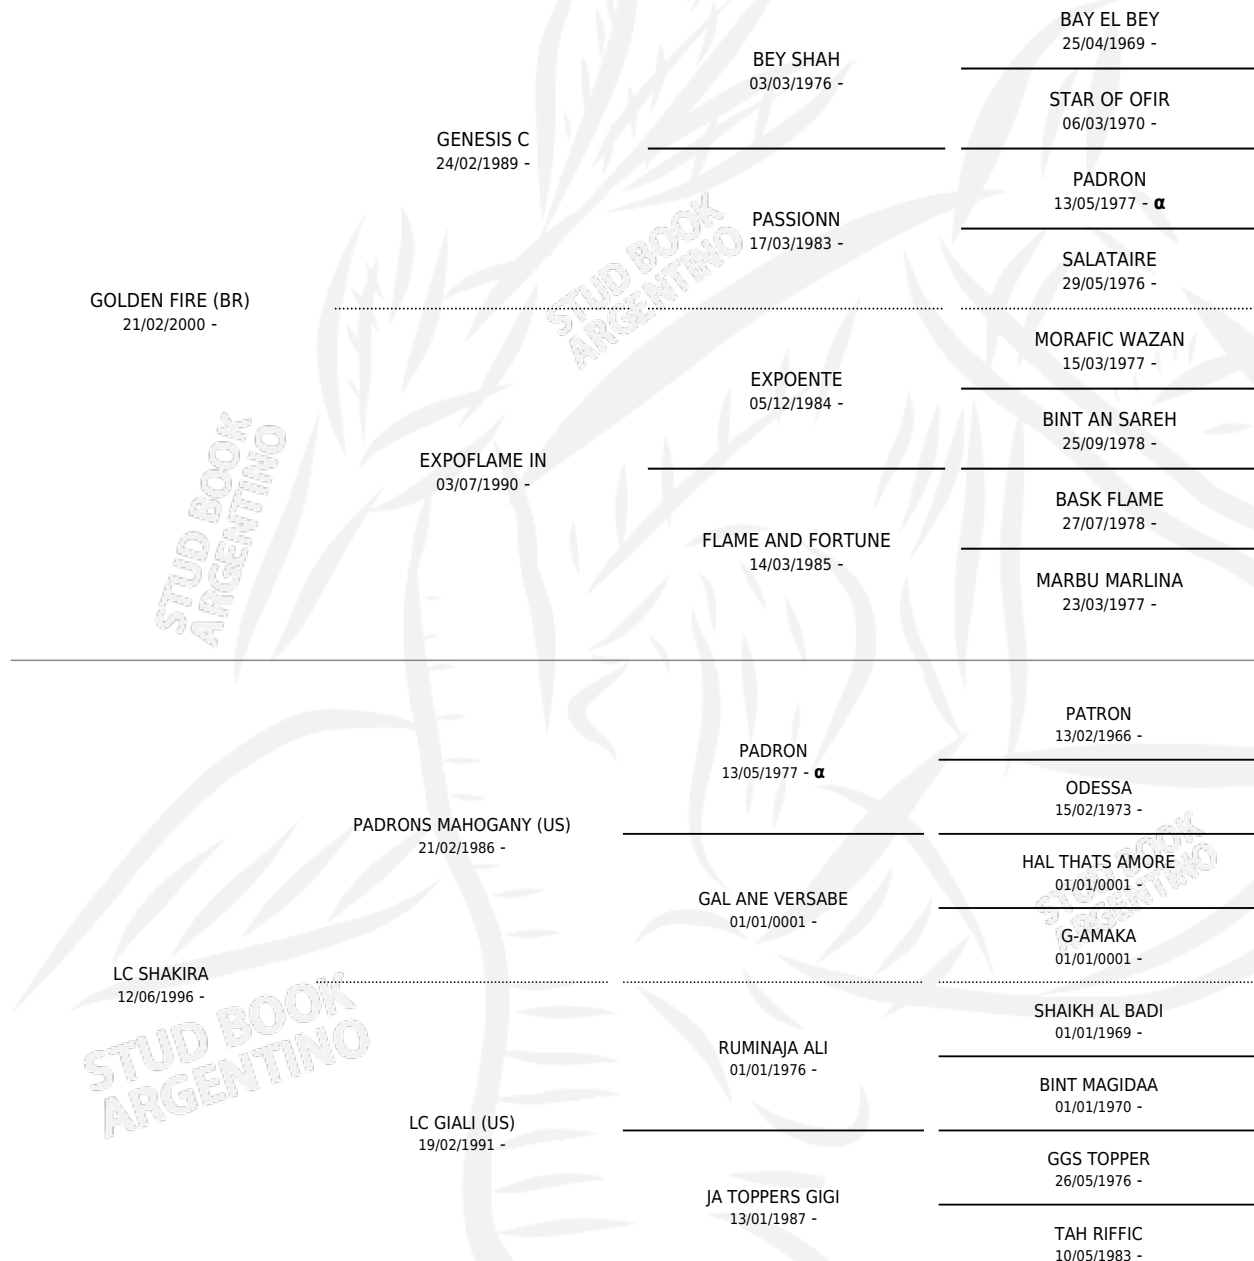 BAY EL BEY
25/04/1969 -
BEY SHAH
03/03/1976 -
STAR OF OFIR
06/03/1970 -
GENESIS C
24/02/1989 -
PADRON
13/05/1977 - α
PASSIONN
17/03/1983 -
SALATAIRE
29/05/1976 -
GOLDEN FIRE (BR)
21/02/2000 -
MORAFIC WAZAN
15/03/1977 -
EXPOENTE
05/12/1984 -
BINT AN SAREH
25/09/1978 -
EXPOFLAME IN
03/07/1990 -
BASK FLAME
27/07/1978 -
FLAME AND FORTUNE
14/03/1985 -
MARBU MARLINA
23/03/1977 -
PATRON
13/02/1966 -
PADRON
13/05/1977 - α
ODESSA
15/02/1973 -
PADRONS MAHOGANY (US)
21/02/1986 -
HAL THATS AMORE
01/01/0001 -
GAL ANE VERSABE
01/01/0001 -
G-AMAKA
01/01/0001 -
LC SHAKIRA
12/06/1996 -
SHAIKH AL BADI
01/01/1969 -
RUMINAJA ALI
01/01/1976 -
BINT MAGIDAA
01/01/1970 -
LC GIALI (US)
19/02/1991 -
GGS TOPPER
26/05/1976 -
JA TOPPERS GIGI
13/01/1987 -
TAH RIFFIC
10/05/1983 -
STUD BOOK
ARGENTINO
STUD BOOK
ARGENTINO
STUD BOOK
ARGENTINO
STUD BOOK
ARGENTINO